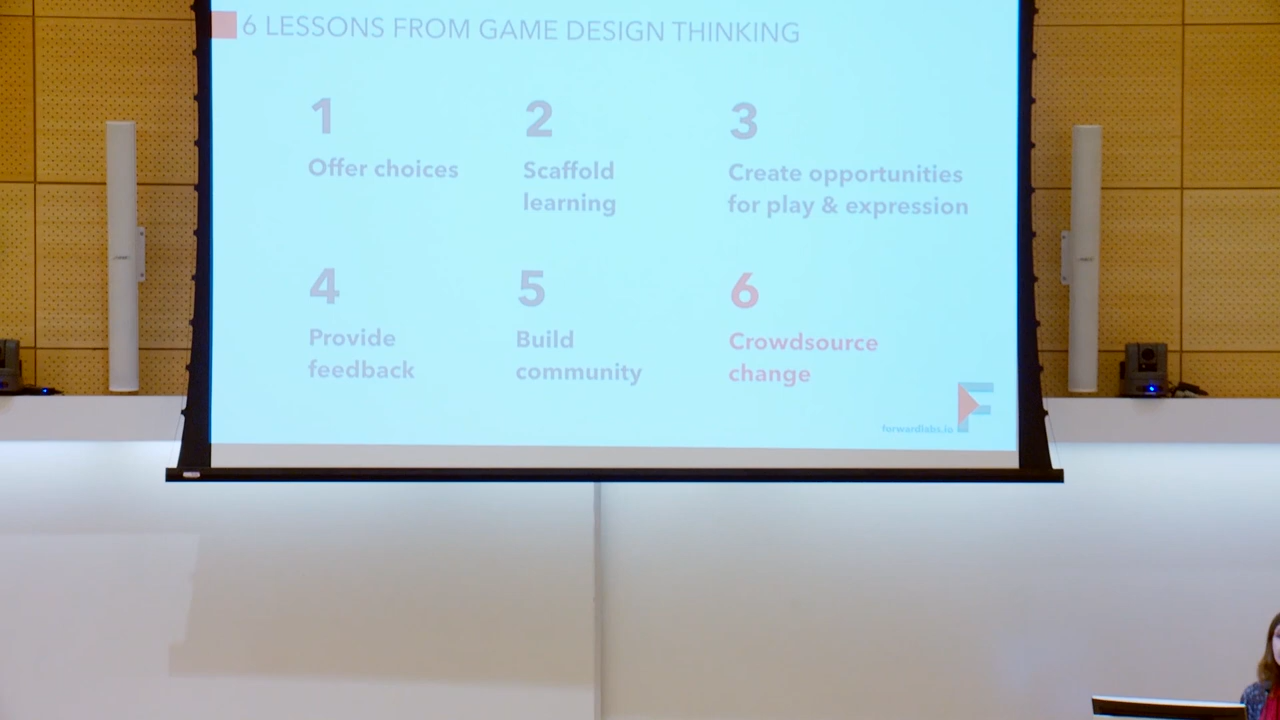 6 LESSONS FROM GAME DESIGN THINKING
1
Offer choices
2
Scaffold
learning
3
Create opportunities
for play & expression
4
Provide
feedback
5
Build
community
6
Crowdsource
change
forwardlabs.io